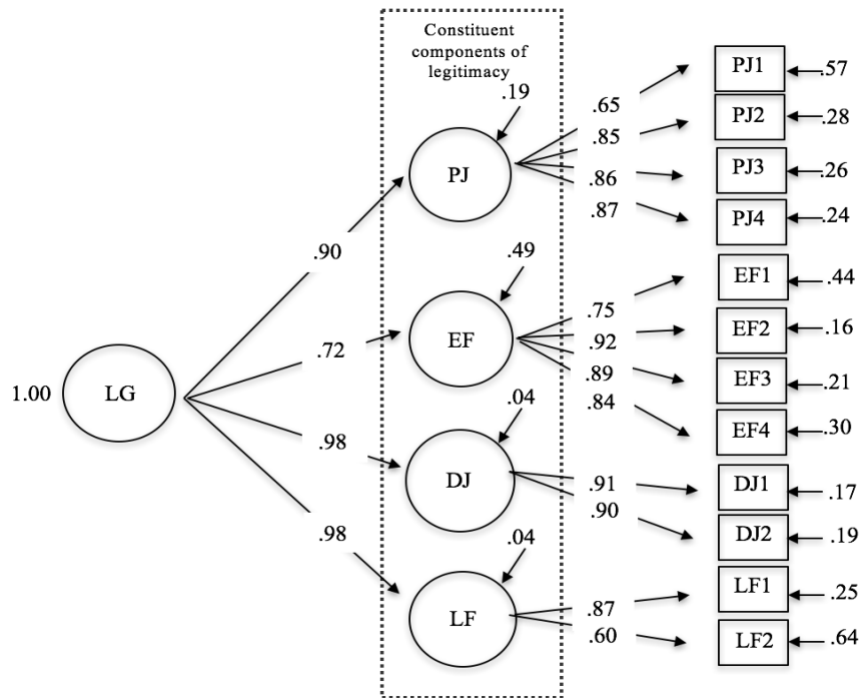 Constituent
components of
legitimacy
.19
PJ
.65
.85
.86
.87
PJ1
.57
PJ2
.28
PJ3
.26
PJ4
.24
.90
.49
EF
.75
.92
.89
.84
EF1
.44
EF2
.16
EF3
.21
EF4
.30
.72
1.00
LG
.98
.04
DJ
.91
.90
DJ1
.17
DJ2
.19
.98
.04
LF
.87
.60
LF1
.25
LF2
.64